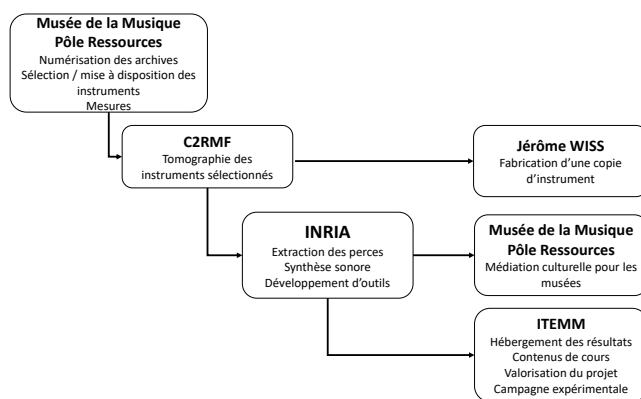 Musée de la Musique
Pôle Ressources
Numérisation des archives
Sélection / mise à disposition des
instruments
Mesures
C2RMF
Tomographie des
instruments sélectionnés
Jérôme WISS
Fabrication d'une copie
d'instrument
INRIA
Extraction des perces
Synthèse sonore
Développement d'outils
Musée de la Musique
Pôle Ressources
Médiation culturelle pour les
musées
ITEMM
Hébergement des résultats
Contenus de cours
Valorisation du projet
Campagne expérimentale